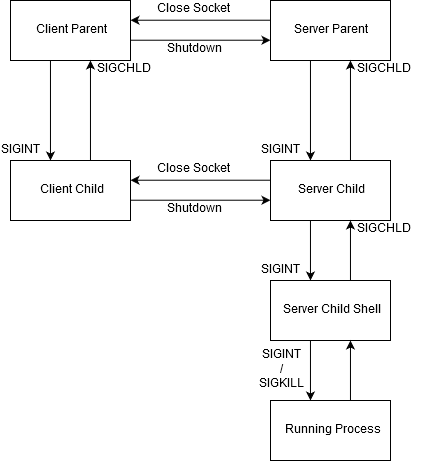 Close Socket
Client Parent
Server Parent
Shutdown
SIGCHLD
SIGCHLD
SIGINT
SIGINT
Close Socket
Client Child
Server Child
Shutdown
SIGCHLD
SIGINT
Server Child Shell
SIGINT
/
SIGKILL
Running Process